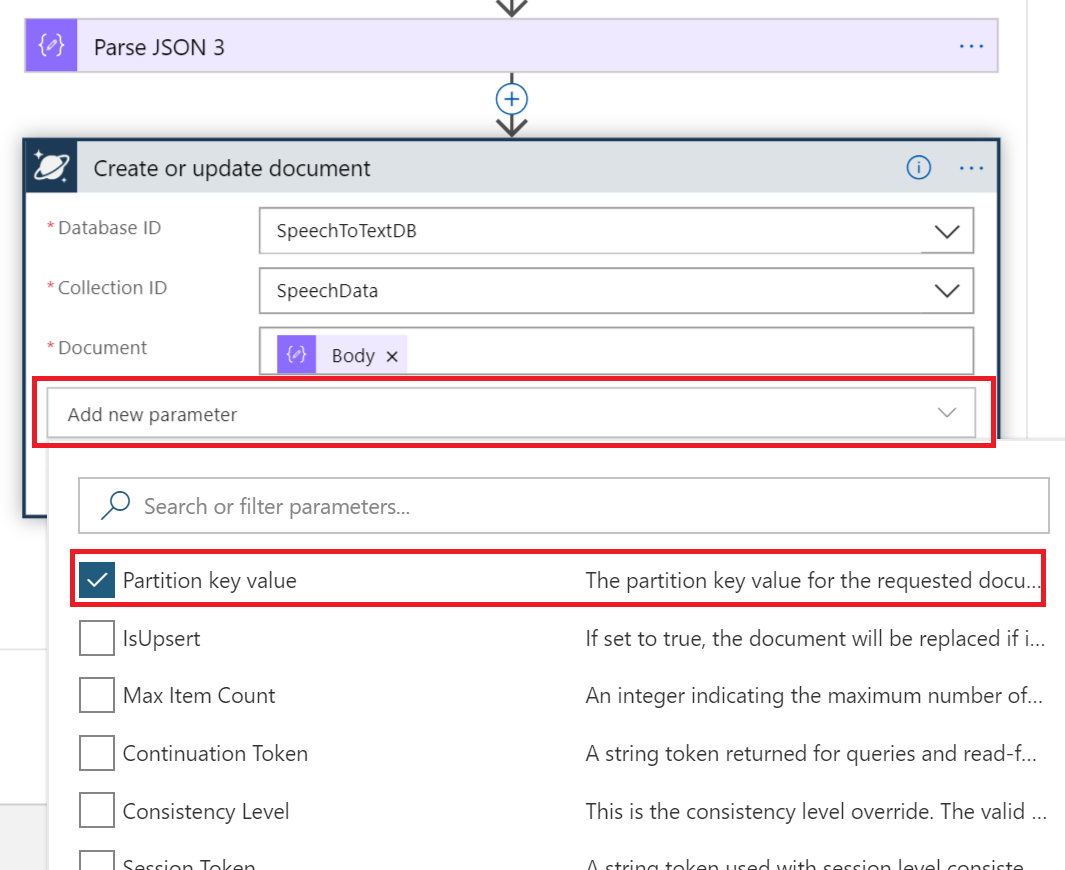 Parse JSON 3
Create or update document
* Database ID
SpeechToTextDB
* Collection ID
SpeechData
* Document
Body
Add new parameter
Search or filter parameters...
Partition key value The partition key value for the requested docu...
IsUpsert If set to true, the document will be replaced if i...
Max Item Count An integer indicating the maximum number of...
Continuation Token A string token returned for queries and read-f...
Consistency Level This is the consistency level override. The valid ...
Session Token A string token used with session level consiste...